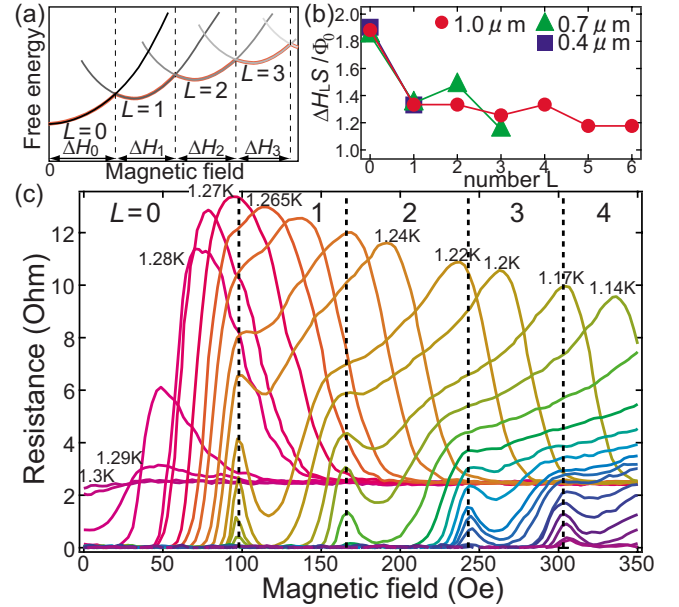 (a)
Free energy
L=0
L=1
L=2
L=3
0
ΔH0
ΔH1
ΔH2
ΔH3
Magnetic field
(b)
ΔHLS/Φ0
2.0
1.8
1.6
1.4
1.2
1.0
1.0 μm
0.7 μm
0.4 μm
0 1 2 3 4 5 6
number L
(c)
L=0 1 2 3 4
1.27K
1.265K
1.28K
1.24K
1.22K
1.2K
1.17K
1.14K
1.29K
1.3K
Resistance (Ohm)
12
10
8
6
4
2
0
0 50 100 150 200 250 300 350
Magnetic field (Oe)